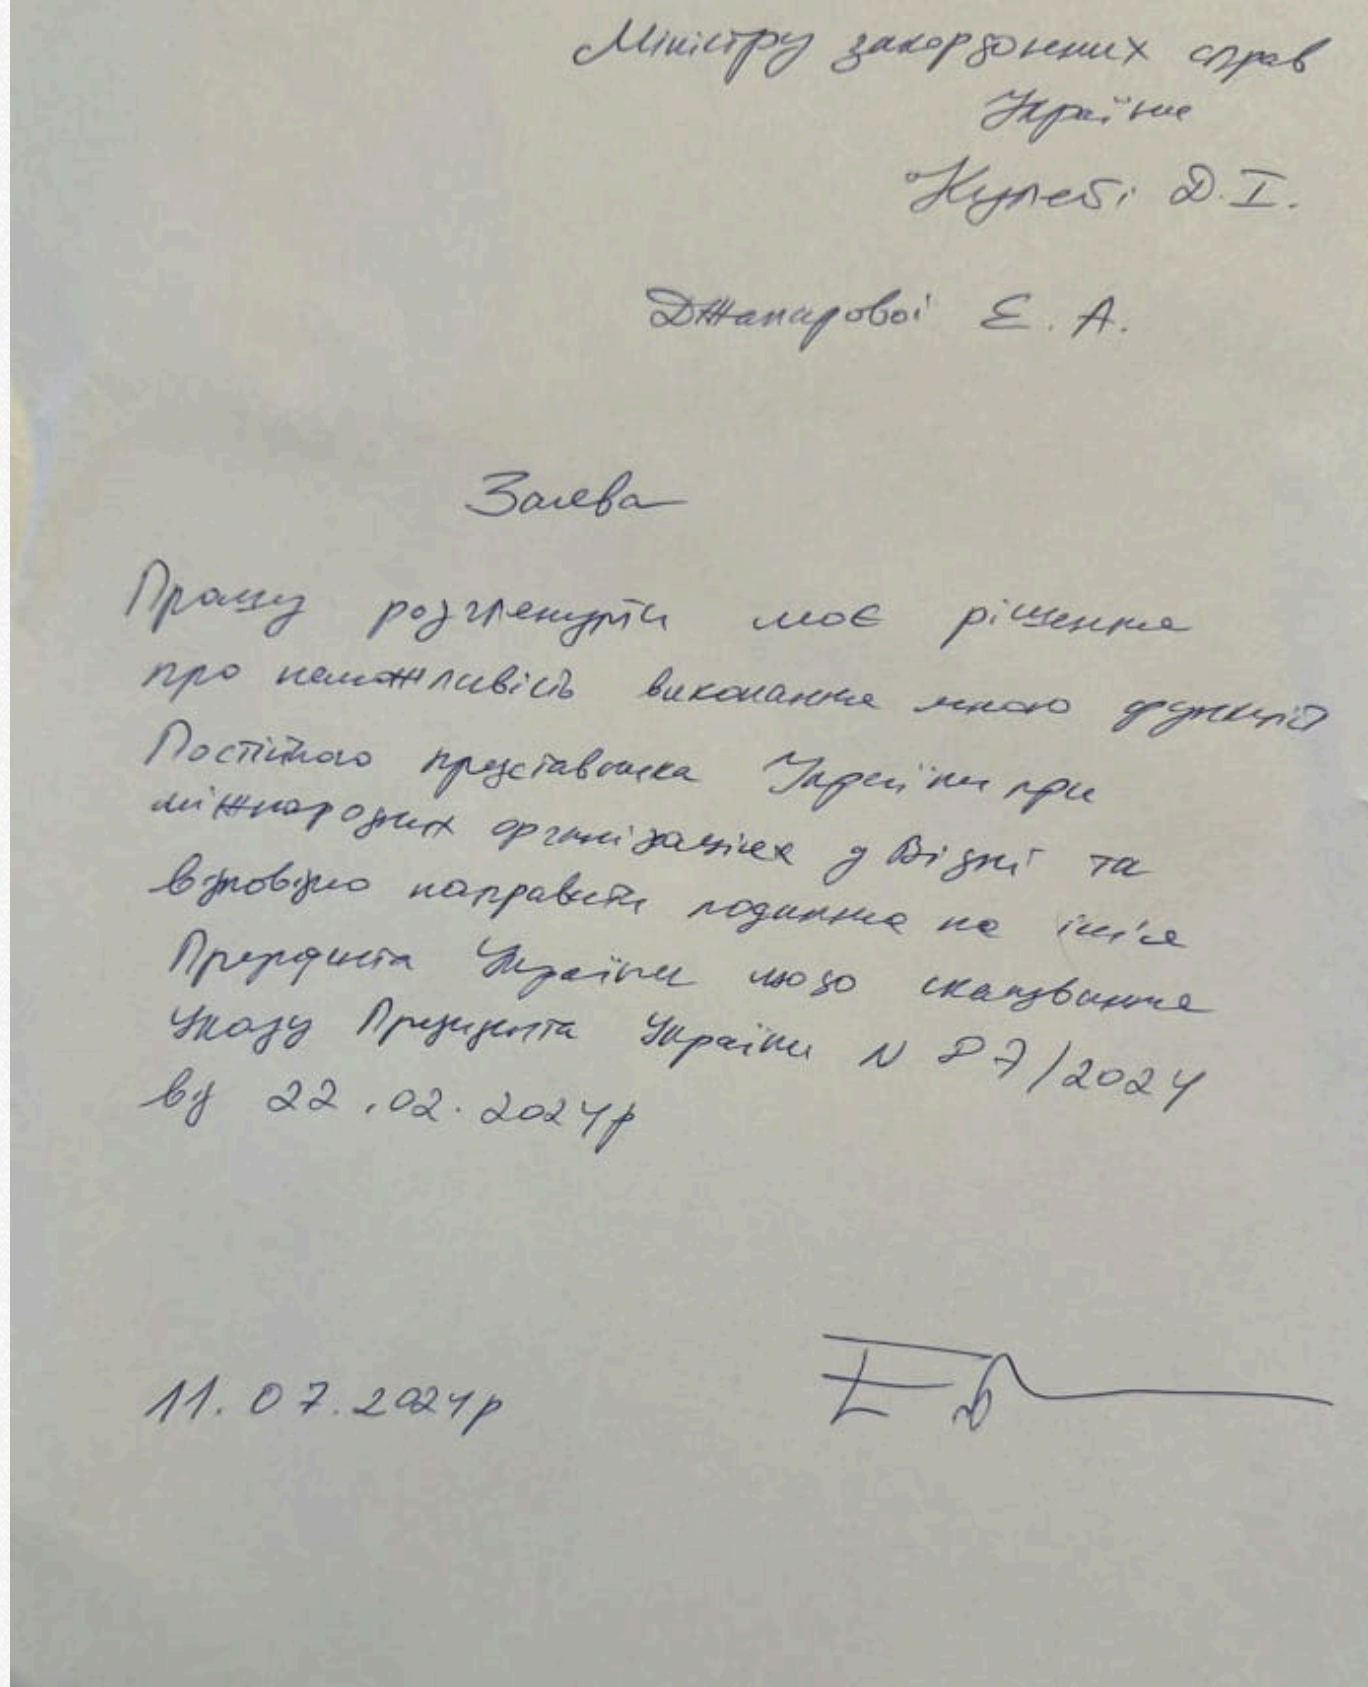 Міністру закордонних справ
України
Кулебі Д.І.
Джапарової Е.А.
Заява
Прошу розглянути моє рішення
про неможливість виконання мною функцій
Постійного представника України при
міжнародних організаціях у Відні та
відповідно направити подання на ім'я
Президента України щодо скасування
Указу Президента України N 87/2024
від 22.02.2024р
11.07.2024р